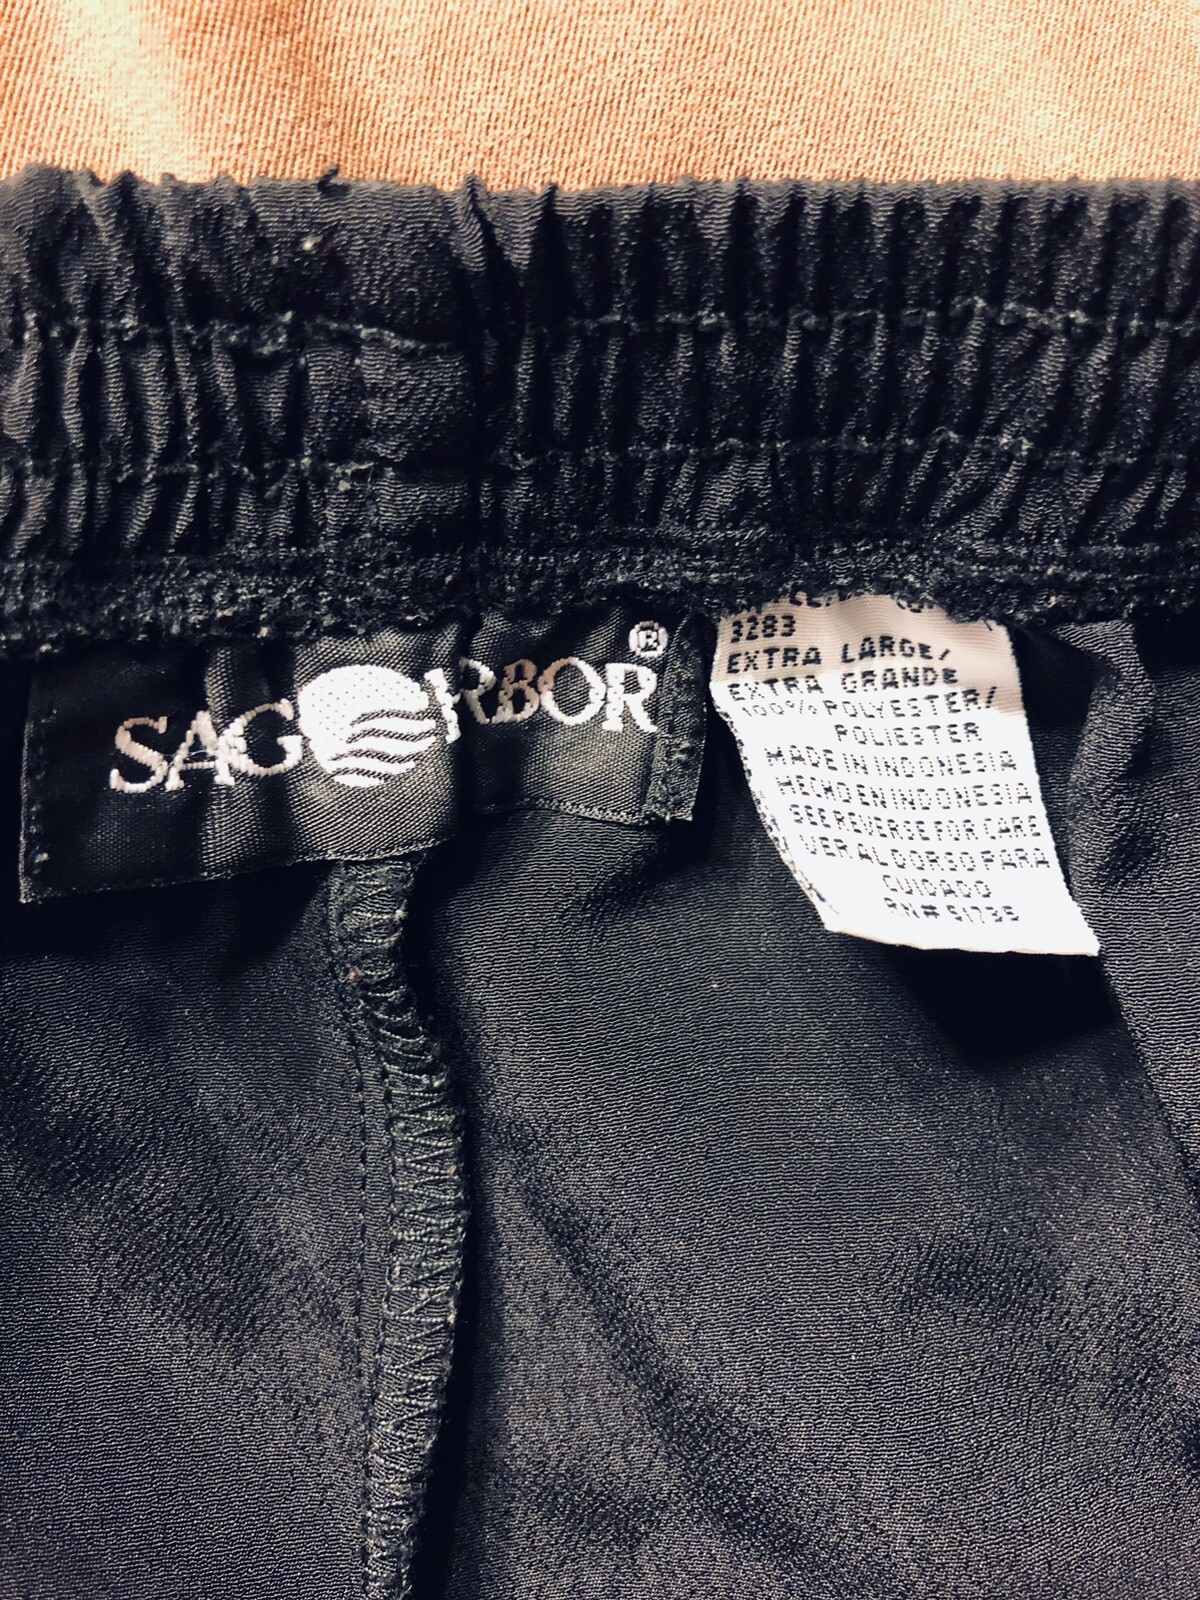 SAG HARBOR®
3283
EXTRA LARGE/
EXTRA GRANDE
100% POLYESTER/
POLIESTER
MADE IN INDONESIA
HECHO EN INDONESIA
SEE REVERSE FOR CARE
VER AL DORSO PARA
CUIDADO
RN# 51735